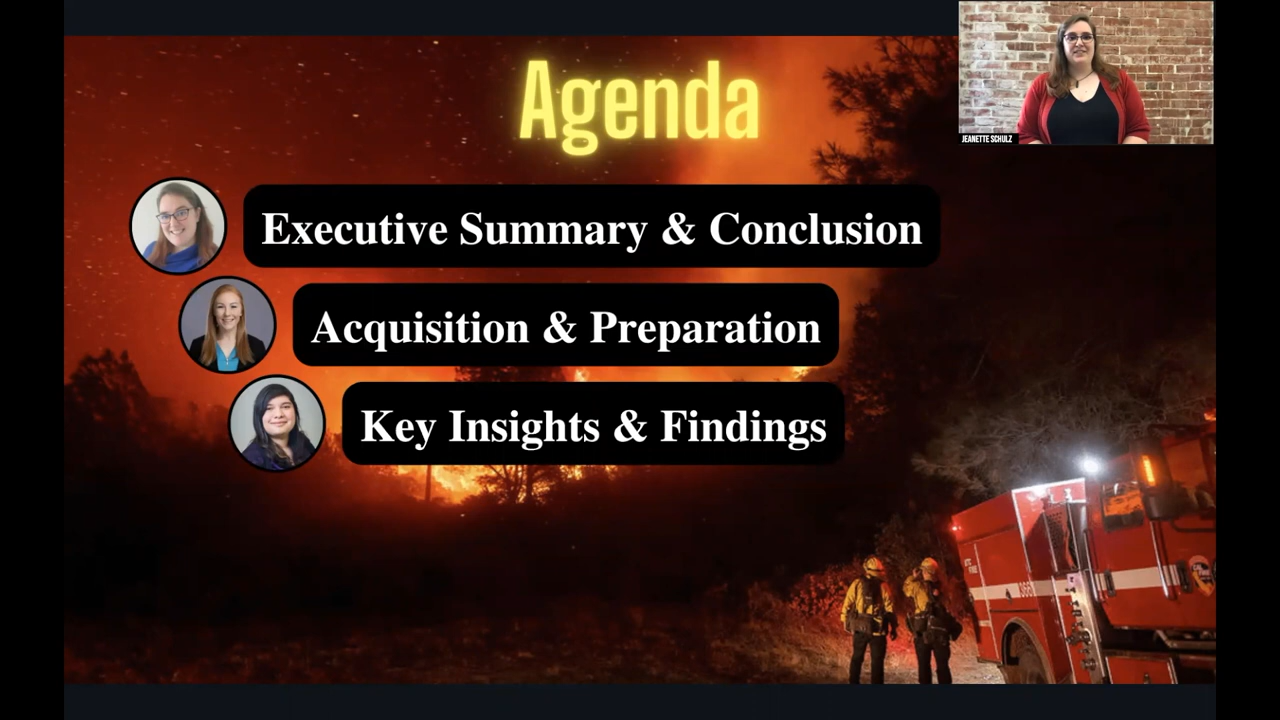 Agenda
JEANETTE SCHULZ
Executive Summary & Conclusion
Acquisition & Preparation
Key Insights & Findings